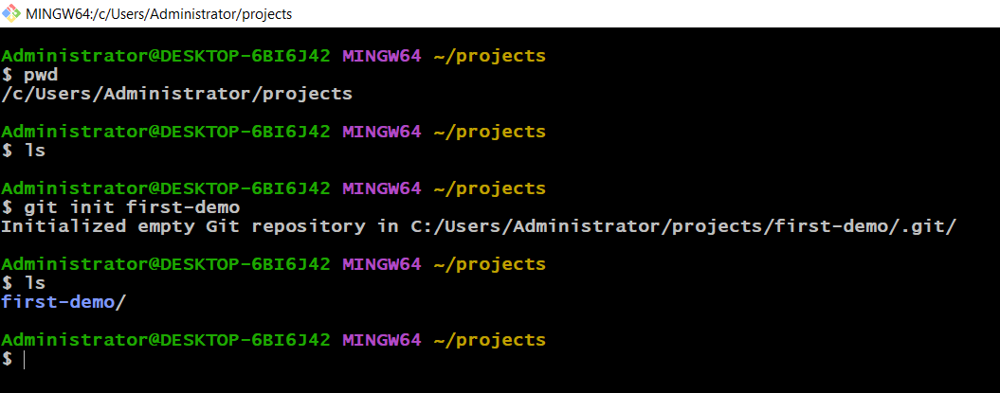 MINGW64:/c/Users/Administrator/projects
Administrator@DESKTOP-6BI6J42 MINGW64 ~/projects
$ pwd
/c/Users/Administrator/projects
Administrator@DESKTOP-6BI6J42 MINGW64 ~/projects
$ ls
Administrator@DESKTOP-6BI6J42 MINGW64 ~/projects
$ git init first-demo
Initialized empty Git repository in C:/Users/Administrator/projects/first-demo/.git/
Administrator@DESKTOP-6BI6J42 MINGW64 ~/projects
$ ls
first-demo/
Administrator@DESKTOP-6BI6J42 MINGW64 ~/projects
$